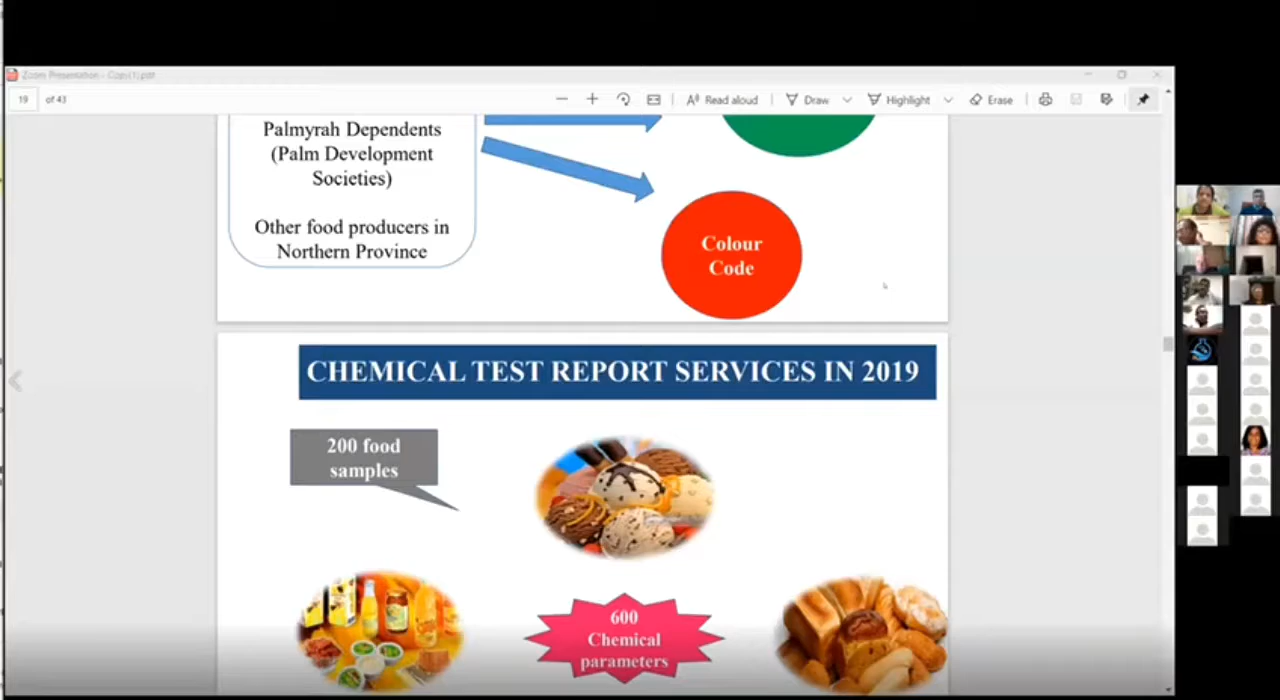 Zoom Presentation - Copy(1).pdf
19 of 43
Read aloud
Draw
Highlight
Erase
Palmyrah Dependents
(Palm Development
Societies)
Other food producers in
Northern Province
Colour
Code
CHEMICAL TEST REPORT SERVICES IN 2019
200 food
samples
600
Chemical
parameters